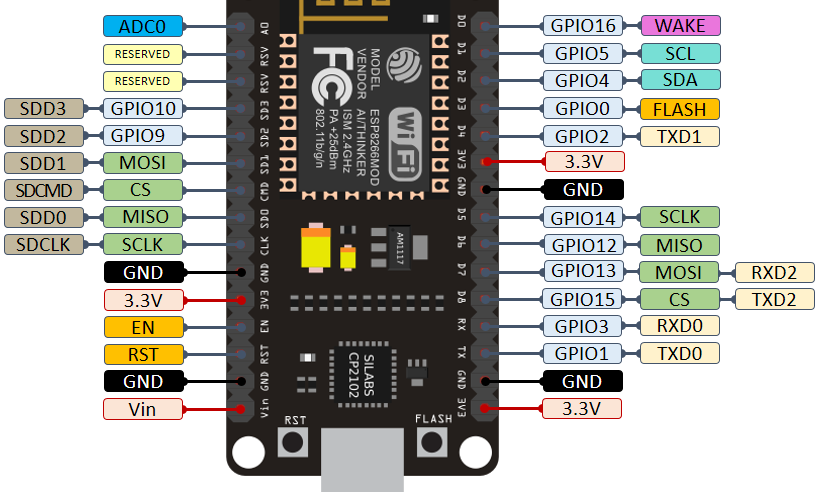 ADC0
RESERVED
RESERVED
SDD3 GPIO10
SDD2 GPIO9
SDD1 MOSI
SDCMD CS
SDD0 MISO
SDCLK SCLK
GND
3.3V
EN
RST
GND
Vin
A0
RSV
RSV
SD3
SD2
SD1
CMD
SD0
CLK
GND
3V3
EN
RST
GND
Vin
FC
MODEL ESP8266MOD
VENDOR AI/THINKER
ISM 2.4GHz
PA +25dBm
802.11b/g/n
WiFi
AM1117
SILABS
CP2102
RST
FLASH
D0
D1
D2
D3
D4
3V3
GND
D5
D6
D7
D8
RX
TX
GND
3V3
GPIO16 WAKE
GPIO5 SCL
GPIO4 SDA
GPIO0 FLASH
GPIO2 TXD1
3.3V
GND
GPIO14 SCLK
GPIO12 MISO
GPIO13 MOSI RXD2
GPIO15 CS TXD2
GPIO3 RXD0
GPIO1 TXD0
GND
3.3V